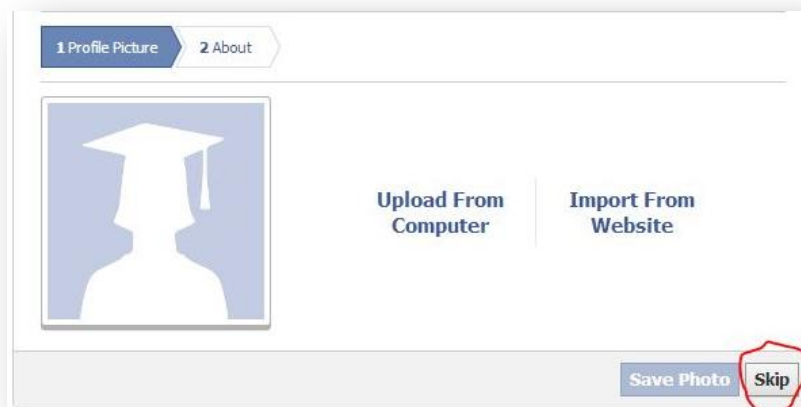 1 Profile Picture 2 About
Upload From Import From
Computer Website
Save Photo Skip